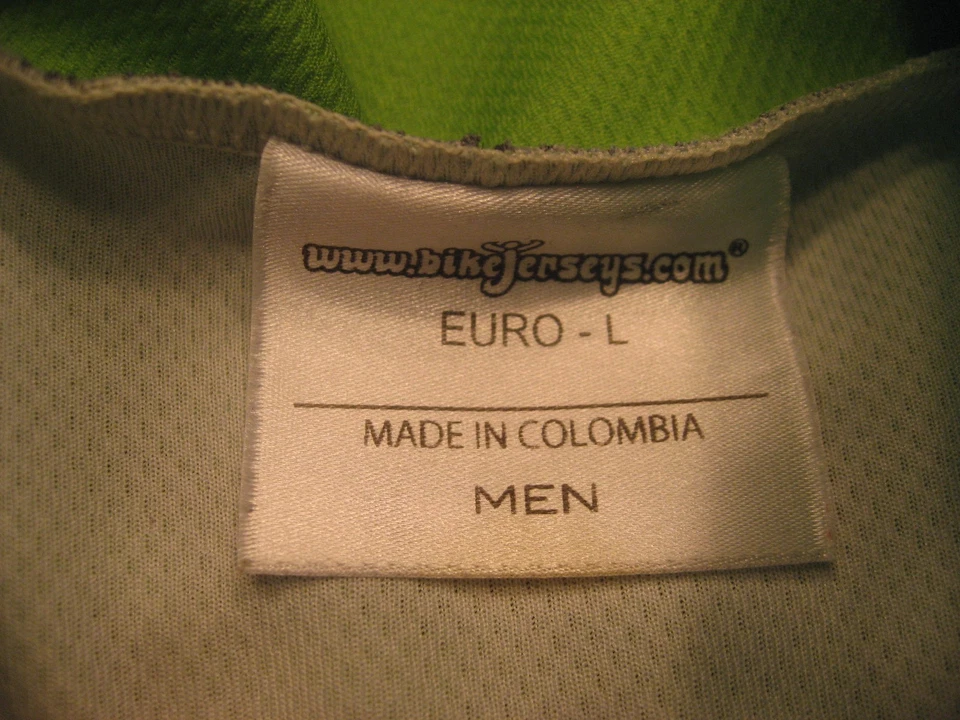 www.bikeJerseys.com®
EURO - L
MADE IN COLOMBIA
MEN